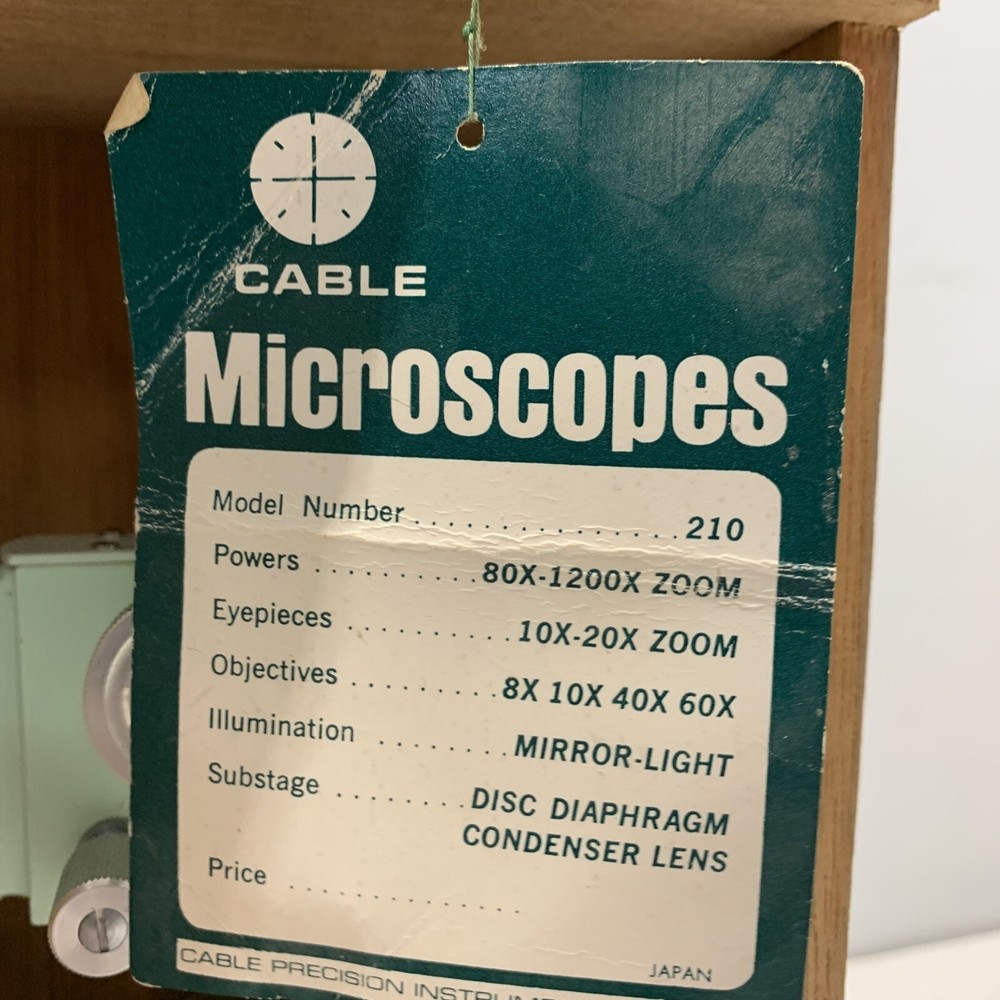 CABLE
Microscopes
Model Number...............210
Powers ..........80X-1200X ZOOM
Eyepieces ..........10X-20X ZOOM
Objectives .........8X 10X 40X 60X
Illumination ........MIRROR-LIGHT
Substage ........DISC DIAPHRAGM
CONDENSER LENS
Price ..............
JAPAN
CABLE PRECISION